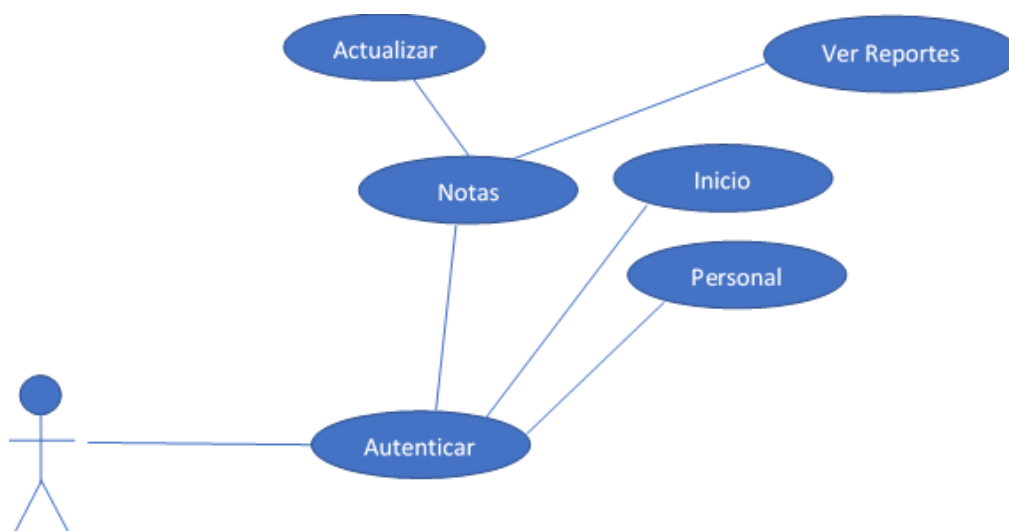 Actualizar
Ver Reportes
Notas
Inicio
Personal
Autenticar